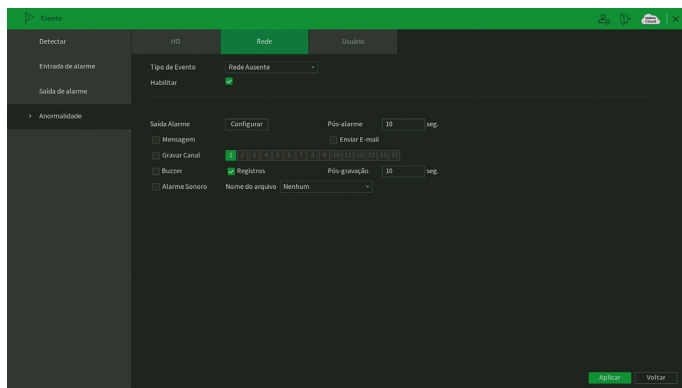 Evento
Intelbras Cloud
×
Detectar
Entrada de alarme
Saída de alarme
> Anormalidade
HD Rede Usuário
Tipo de Evento Rede Ausente
Habilitar
Saída Alarme Configurar Pós-alarme 10 seg.
Mensagem Enviar E-mail
Gravar Canal 1 2 3 4 5 6 7 8 9 10 11 12 13 14 15
Buzzer Registros Pós-gravação 10 seg.
Alarme Sonoro Nome do arquivo Nenhum
Aplicar Voltar